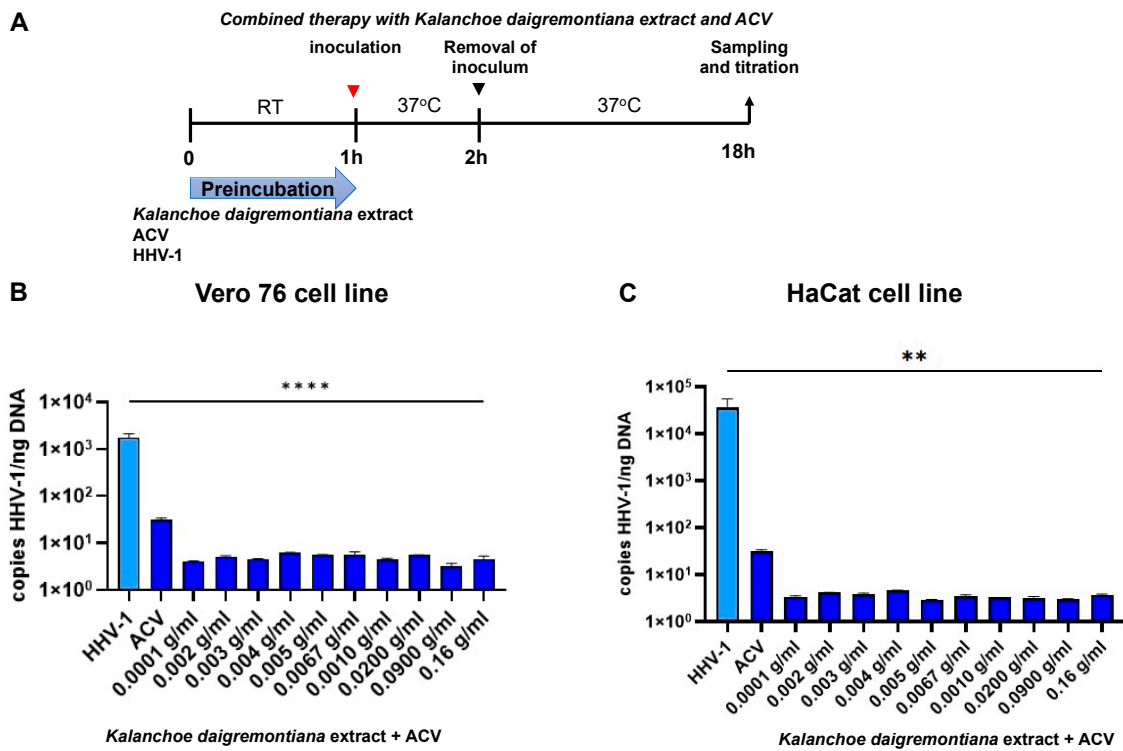 A
Combined therapy with Kalanchoe daigremontiana extract and ACV
inoculation
Removal of
inoculum
Sampling
and titration
RT
37°C
37°C
0
1h
2h
18h
Preincubation
Kalanchoe daigremontiana extract
ACV
HHV-1
B
Vero 76 cell line
****
copies HHV-1/ng DNA
1×10⁴
1×10³
1×10²
1×10¹
1×10⁰
HHV-1
ACV
0.0001 g/ml
0.002 g/ml
0.003 g/ml
0.004 g/ml
0.005 g/ml
0.0067 g/ml
0.0010 g/ml
0.0200 g/ml
0.0900 g/ml
0.16 g/ml
Kalanchoe daigremontiana extract + ACV
C
HaCat cell line
**
copies HHV-1/ng DNA
1×10⁵
1×10⁴
1×10³
1×10²
1×10¹
1×10⁰
HHV-1
ACV
0.0001 g/ml
0.002 g/ml
0.003 g/ml
0.004 g/ml
0.005 g/ml
0.0067 g/ml
0.0010 g/ml
0.0200 g/ml
0.0900 g/ml
0.16 g/ml
Kalanchoe daigremontiana extract + ACV